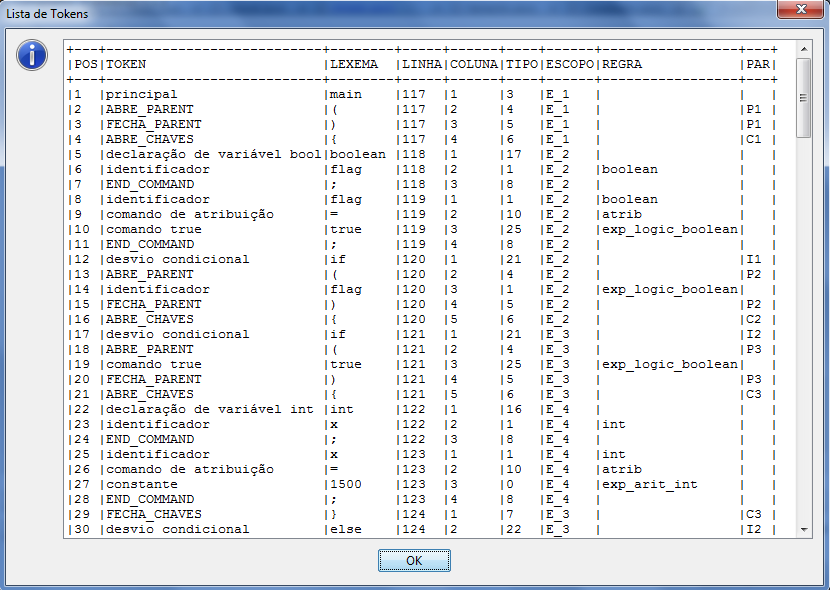 Lista de Tokens
+---+------------------------+-------+-----+------+----+------+---------------+---+
|POS|TOKEN |LEXEMA |LINHA|COLUNA|TIPO|ESCOPO|REGRA |PAR|
+---+------------------------+-------+-----+------+----+------+---------------+---+
|1 |principal |main |117 |1 |3 |E_1 | | |
|2 |ABRE_PARENT |( |117 |2 |4 |E_1 | |P1 |
|3 |FECHA_PARENT |) |117 |3 |5 |E_1 | |P1 |
|4 |ABRE_CHAVES |{ |117 |4 |6 |E_1 | |C1 |
|5 |declaração de variável bool|boolean |118 |1 |17 |E_2 | | |
|6 |identificador |flag |118 |2 |1 |E_2 |boolean | |
|7 |END_COMMAND |; |118 |3 |8 |E_2 | | |
|8 |identificador |flag |119 |1 |1 |E_2 |boolean | |
|9 |comando de atribuição |= |119 |2 |10 |E_2 |atrib | |
|10 |comando true |true |119 |3 |25 |E_2 |exp_logic_boolean| |
|11 |END_COMMAND |; |119 |4 |8 |E_2 | | |
|12 |desvio condicional |if |120 |1 |21 |E_2 | |I1 |
|13 |ABRE_PARENT |( |120 |2 |4 |E_2 | |P2 |
|14 |identificador |flag |120 |3 |1 |E_2 |exp_logic_boolean| |
|15 |FECHA_PARENT |) |120 |4 |5 |E_2 | |P2 |
|16 |ABRE_CHAVES |{ |120 |5 |6 |E_2 | |C2 |
|17 |desvio condicional |if |121 |1 |21 |E_3 | |I2 |
|18 |ABRE_PARENT |( |121 |2 |4 |E_3 | |P3 |
|19 |comando true |true |121 |3 |25 |E_3 |exp_logic_boolean| |
|20 |FECHA_PARENT |) |121 |4 |5 |E_3 | |P3 |
|21 |ABRE_CHAVES |{ |121 |5 |6 |E_3 | |C3 |
|22 |declaração de variável int |int |122 |1 |16 |E_4 | | |
|23 |identificador |x |122 |2 |1 |E_4 |int | |
|24 |END_COMMAND |; |122 |3 |8 |E_4 | | |
|25 |identificador |x |123 |1 |1 |E_4 |int | |
|26 |comando de atribuição |= |123 |2 |10 |E_4 |atrib | |
|27 |constante |1500 |123 |3 |0 |E_4 |exp_arit_int | |
|28 |END_COMMAND |; |123 |4 |8 |E_4 | | |
|29 |FECHA_CHAVES |} |124 |1 |7 |E_3 | |C3 |
|30 |desvio condicional |else |124 |2 |22 |E_3 | |I2 |
OK